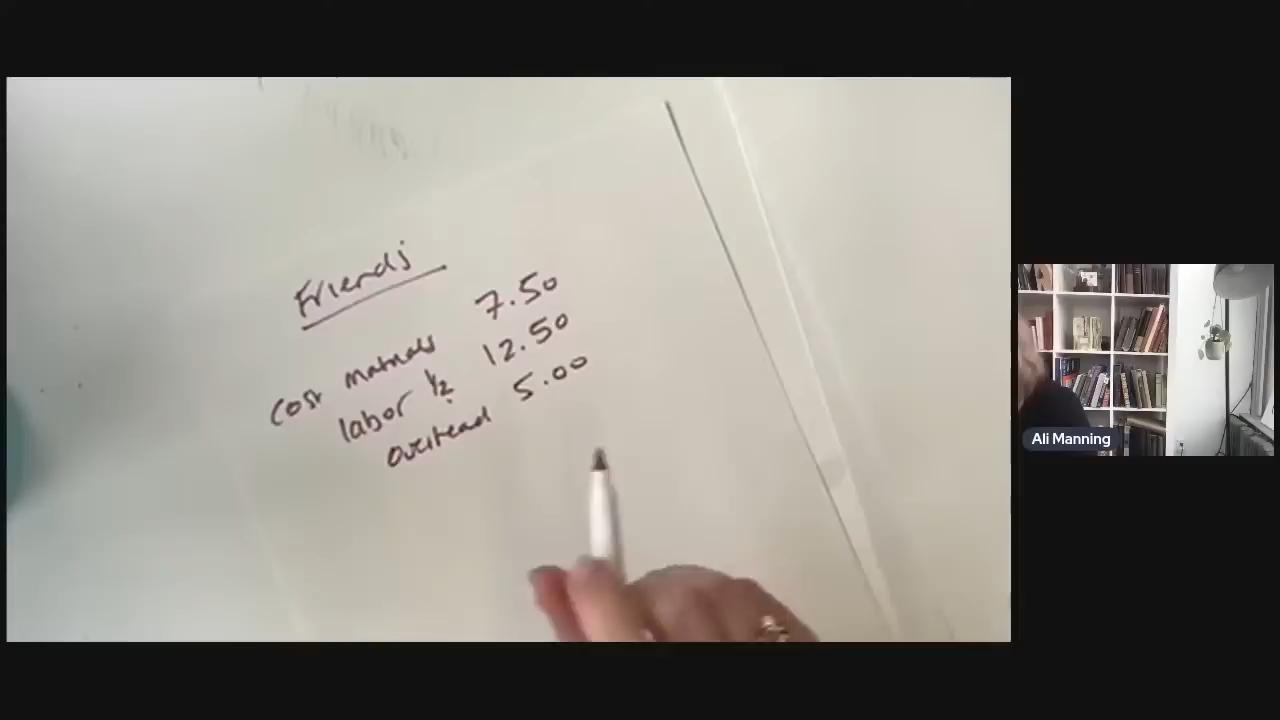 Friends
cost materials 7.50
labor ½ 12.50
overhead 5.00
Ali Manning